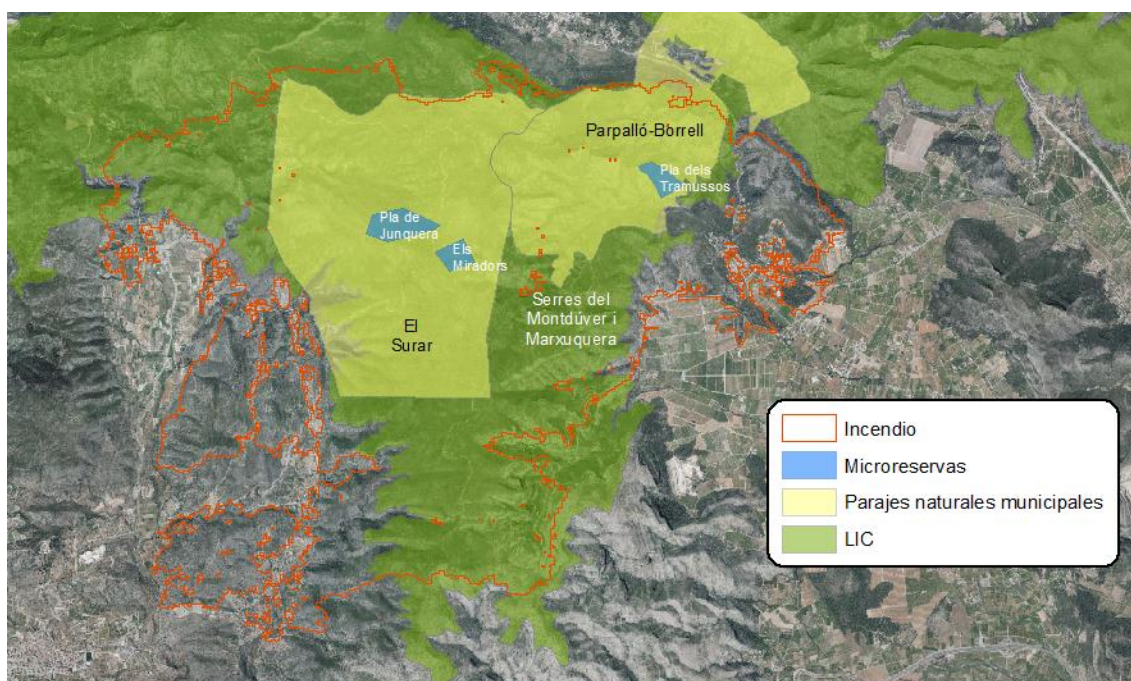 Parpalló-Borrell
Pla dels
Tramussos
Pla de
Junquera
Els
Miradors
Serres del
Montdúver i
Marxuquera
El
Surar
Incendio
Microreservas
Parajes naturales municipales
LIC